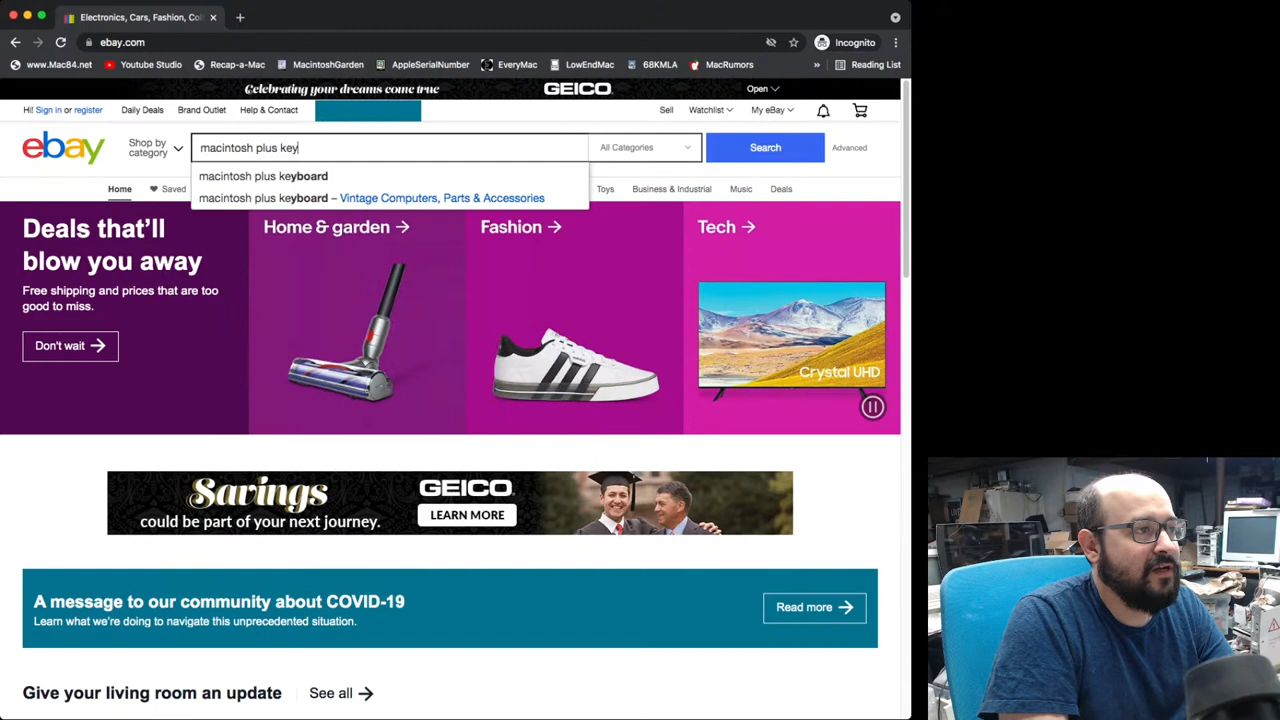 Electronics, Cars, Fashion, Coll
ebay.com
Incognito
www.Mac84.net
Youtube Studio
Recap-a-Mac
MacintoshGarden
AppleSerialNumber
EveryMac
LowEndMac
68KMLA
MacRumors
»
Reading List
Celebrating your dreams come true
GEICO
Open
Hi! Sign in or register
Daily Deals
Brand Outlet
Help & Contact
Sell
Watchlist
My eBay
ebay
Shop by
category
macintosh plus key
All Categories
Search
Advanced
macintosh plus keyboard
macintosh plus keyboard – Vintage Computers, Parts & Accessories
Home
Saved
Toys
Business & Industrial
Music
Deals
Deals that’ll
blow you away
Free shipping and prices that are too
good to miss.
Don't wait
Home & garden
Fashion
Tech
Crystal UHD
Savings
could be part of your next journey.
GEICO
LEARN MORE
A message to our community about COVID-19
Learn what we’re doing to navigate this unprecedented situation.
Read more
Give your living room an update
See all